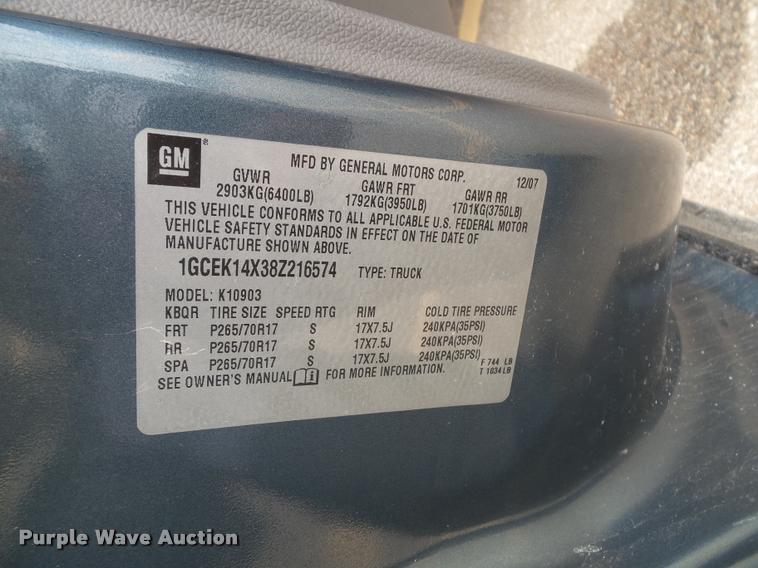 GM®
MFD BY GENERAL MOTORS CORP. 12/07
GVWR GAWR FRT GAWR RR
2903KG(6400LB) 1792KG(3950LB) 1701KG(3750LB)
THIS VEHICLE CONFORMS TO ALL APPLICABLE U.S. FEDERAL MOTOR
VEHICLE SAFETY STANDARDS IN EFFECT ON THE DATE OF
MANUFACTURE SHOWN ABOVE.
1GCEK14X38Z216574 TYPE: TRUCK
MODEL: K10903
KBQR TIRE SIZE SPEED RTG RIM COLD TIRE PRESSURE
FRT P265/70R17 S 17X7.5J 240KPA(35PSI)
RR P265/70R17 S 17X7.5J 240KPA(35PSI)
SPA P265/70R17 S 17X7.5J 240KPA(35PSI)
F 744 LB
T 1034LB
SEE OWNER'S MANUAL i FOR MORE INFORMATION.
Purple Wave Auction